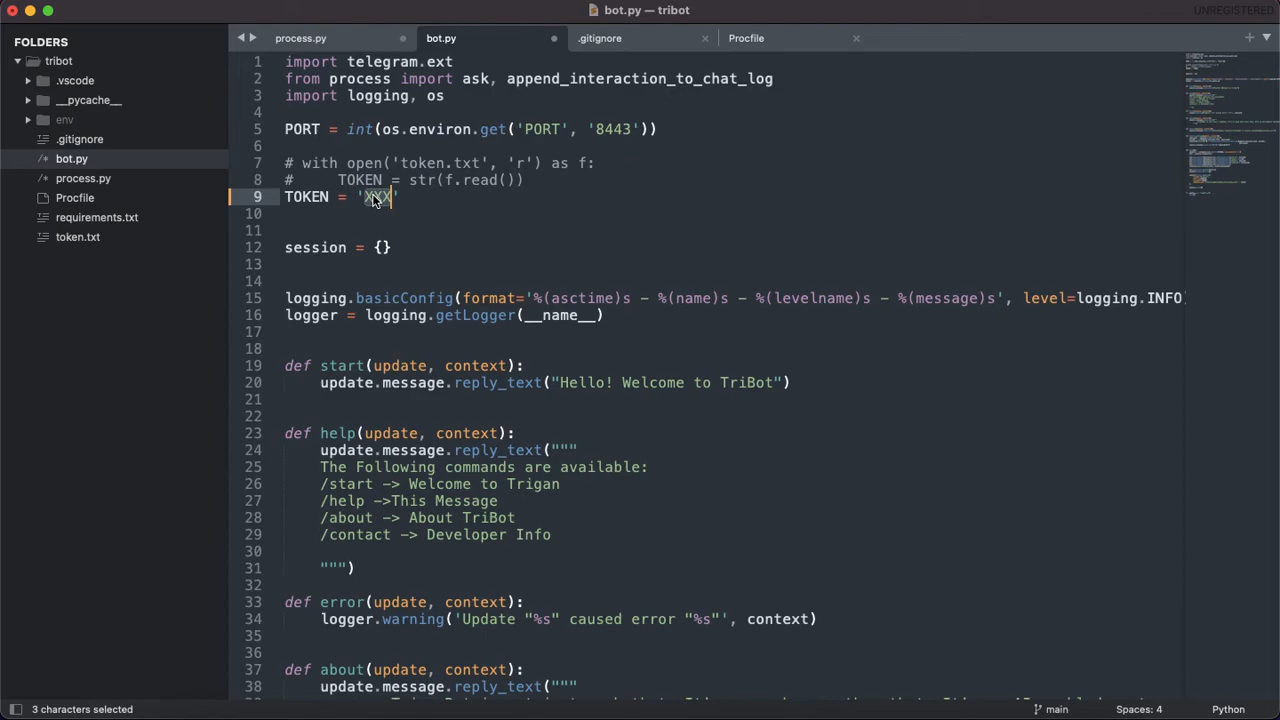 bot.py — tribot
UNREGISTERED
FOLDERS
tribot
.vscode
__pycache__
env
.gitignore
bot.py
process.py
Procfile
requirements.txt
token.txt
process.py
bot.py
.gitignore
Procfile
1 import telegram.ext
2 from process import ask, append_interaction_to_chat_log
3 import logging, os
4
5 PORT = int(os.environ.get('PORT', '8443'))
6
7 # with open('token.txt', 'r') as f:
8 #     TOKEN = str(f.read())
9 TOKEN = 'XXX'
10
11
12 session = {}
13
14
15 logging.basicConfig(format='%(asctime)s - %(name)s - %(levelname)s - %(message)s', level=logging.INFO)
16 logger = logging.getLogger(__name__)
17
18
19 def start(update, context):
20     update.message.reply_text("Hello! Welcome to TriBot")
21
22
23 def help(update, context):
24     update.message.reply_text("""
25     The Following commands are available:
26     /start -> Welcome to Trigan
27     /help ->This Message
28     /about -> About TriBot
29     /contact -> Developer Info
30
31     """)
32
33 def error(update, context):
34     logger.warning('Update "%s" caused error "%s"', context)
35
36
37 def about(update, context):
38     update.message.reply_text("""
3 characters selected
main
Spaces: 4
Python